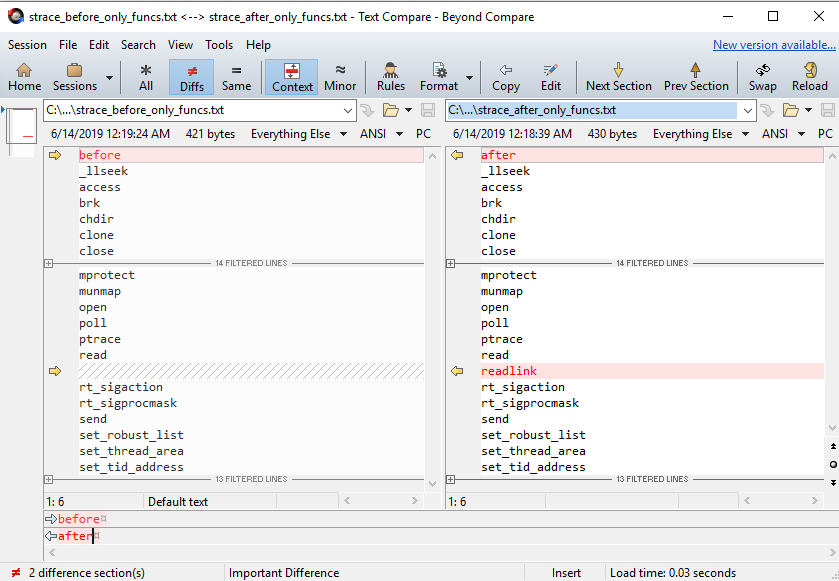 strace_before_only_funcs.txt <--> strace_after_only_funcs.txt - Text Compare - Beyond Compare
Session File Edit Search View Tools Help New version available...
Home Sessions All Diffs Same Context Minor Rules Format Copy Edit Next Section Prev Section Swap Reload
C:\...\strace_before_only_funcs.txt C:\...\strace_after_only_funcs.txt
6/14/2019 12:19:24 AM 421 bytes Everything Else ANSI PC 6/14/2019 12:18:39 AM 430 bytes Everything Else ANSI PC
before after
_llseek _llseek
access access
brk brk
chdir chdir
clone clone
close close
14 FILTERED LINES 14 FILTERED LINES
mprotect mprotect
munmap munmap
open open
poll poll
ptrace ptrace
read read
readlink
rt_sigaction rt_sigaction
rt_sigprocmask rt_sigprocmask
send send
set_robust_list set_robust_list
set_thread_area set_thread_area
set_tid_address set_tid_address
13 FILTERED LINES 13 FILTERED LINES
1: 6 Default text 1: 6
before¤
after¤
2 difference section(s) Important Difference Insert Load time: 0.03 seconds